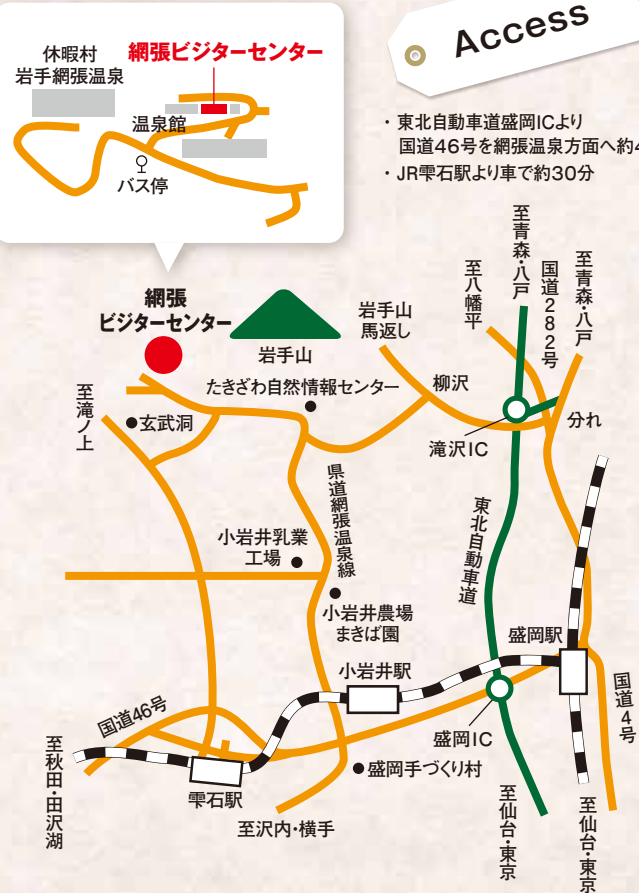 網張ビジターセンター
休暇村
岩手網張温泉
温泉館
バス停
Access
・東北自動車道盛岡ICより
国道46号を網張温泉方面へ約4
・JR雫石駅より車で約30分
網張
ビジターセンター
岩手山
岩手山
馬返し
至八幡平
至青森・八戸
国道282号
至青森・八戸
至滝ノ上
玄武洞
たきざわ自然情報センター
柳沢
分れ
滝沢IC
県道網張温泉線
東北自動車道
小岩井乳業
工場
小岩井農場
まきば園
盛岡駅
小岩井駅
国道46号
国道4号
盛岡IC
至秋田・田沢湖
雫石駅
盛岡手づくり村
至沢内・横手
至仙台・東京
至仙台・東京